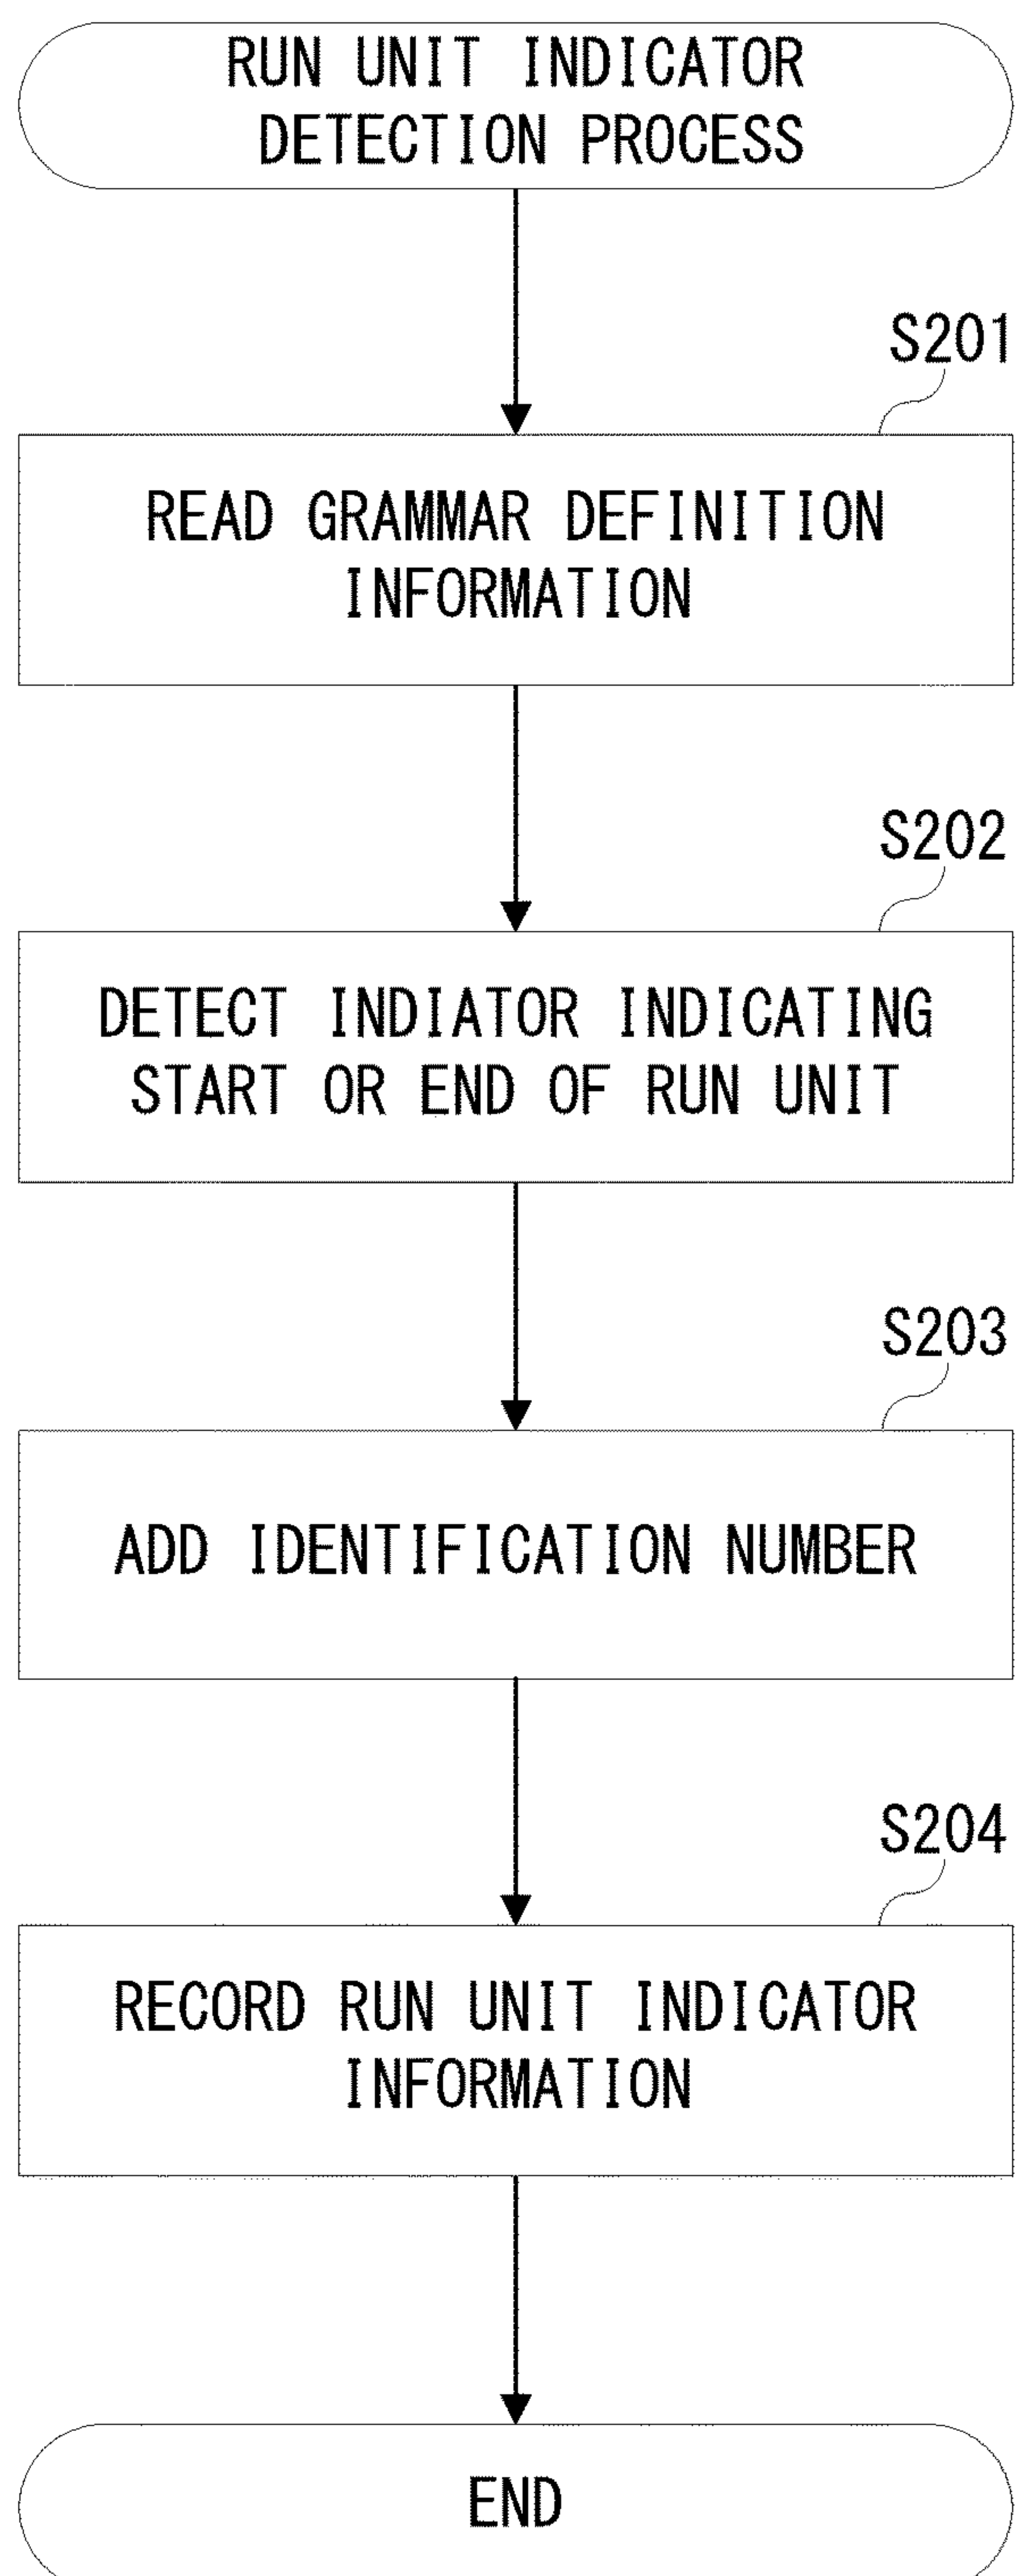 RUN UNIT INDICATOR
DETECTION PROCESS
S201
READ GRAMMAR DEFINITION
INFORMATION
S202
DETECT INDIATOR INDICATING
START OR END OF RUN UNIT
S203
ADD IDENTIFICATION NUMBER
S204
RECORD RUN UNIT INDICATOR
INFORMATION
END